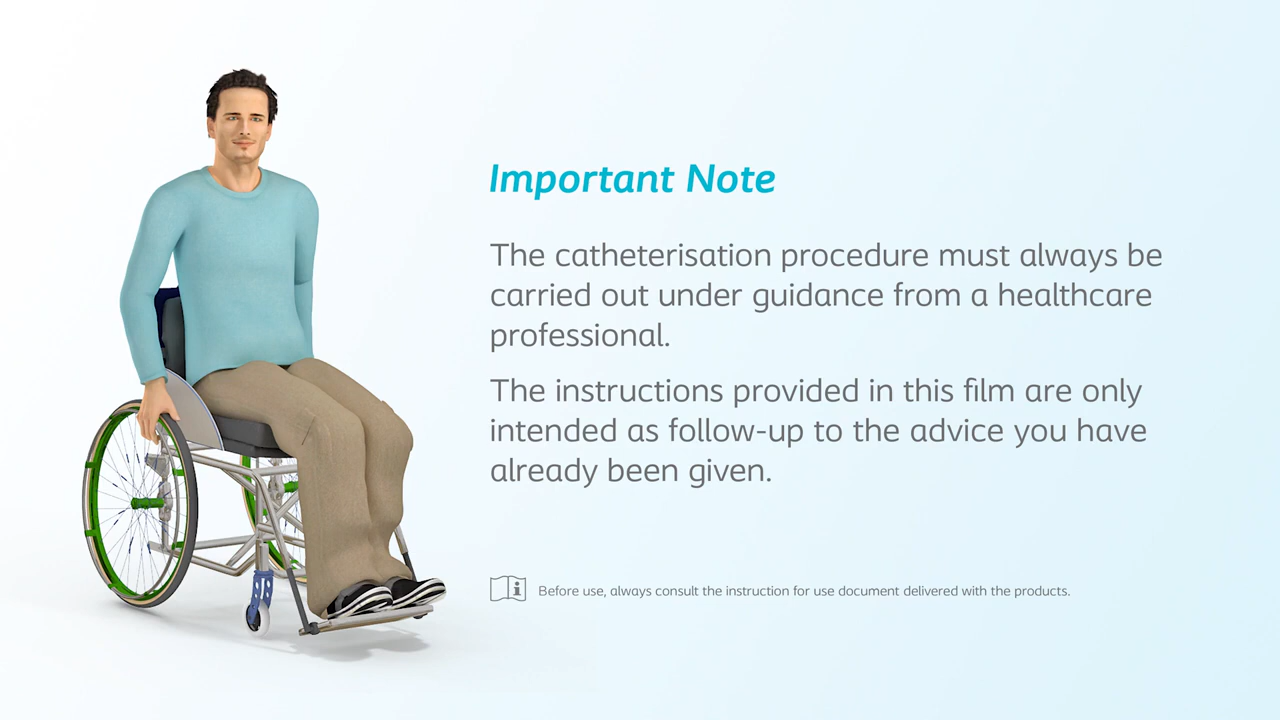 Important Note
The catheterisation procedure must always be
carried out under guidance from a healthcare
professional.
The instructions provided in this film are only
intended as follow-up to the advice you have
already been given.
Before use, always consult the instruction for use document delivered with the products.